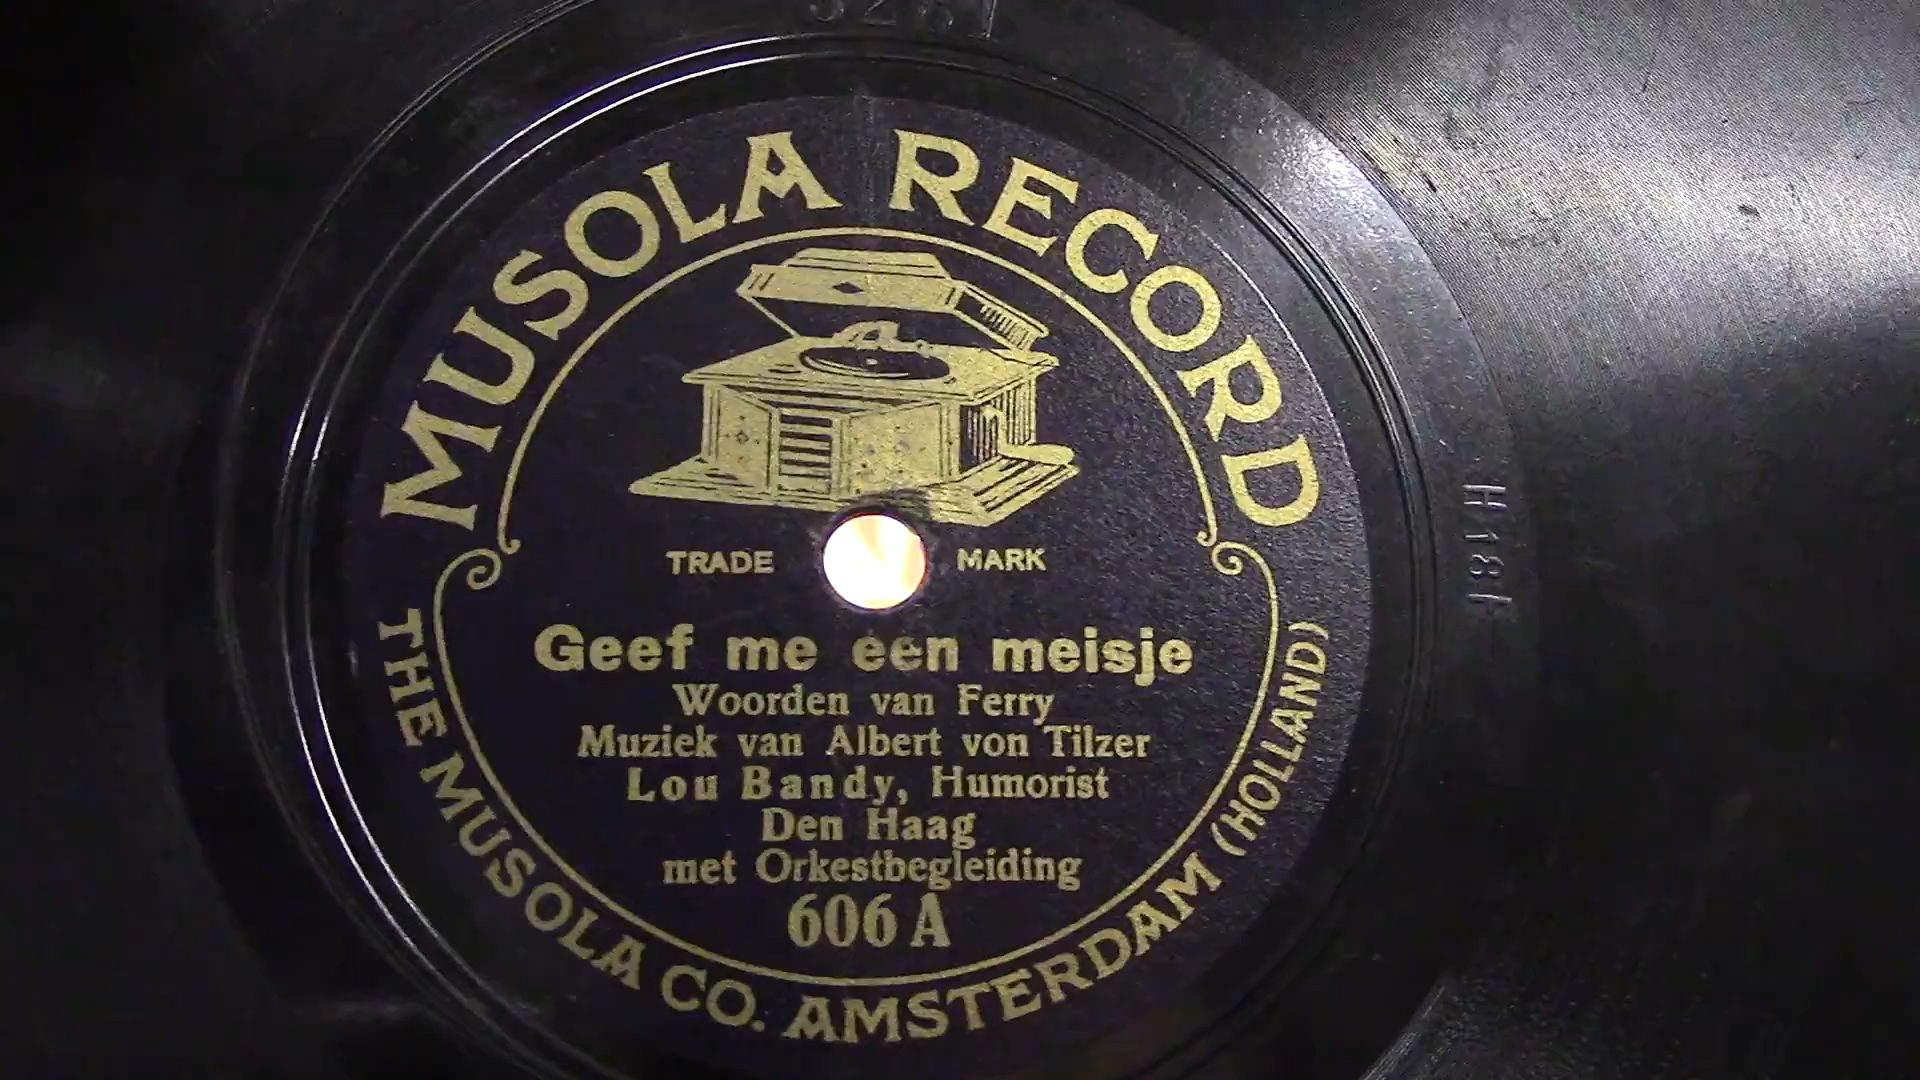 MUSOLA RECORD
TRADE MARK
Geef me een meisje
Woorden van Ferry
Muziek van Albert von Tilzer
Lou Bandy, Humorist
Den Haag
met Orkestbegleiding
606 A
THE MUSOLA CO. AMSTERDAM (HOLLAND)